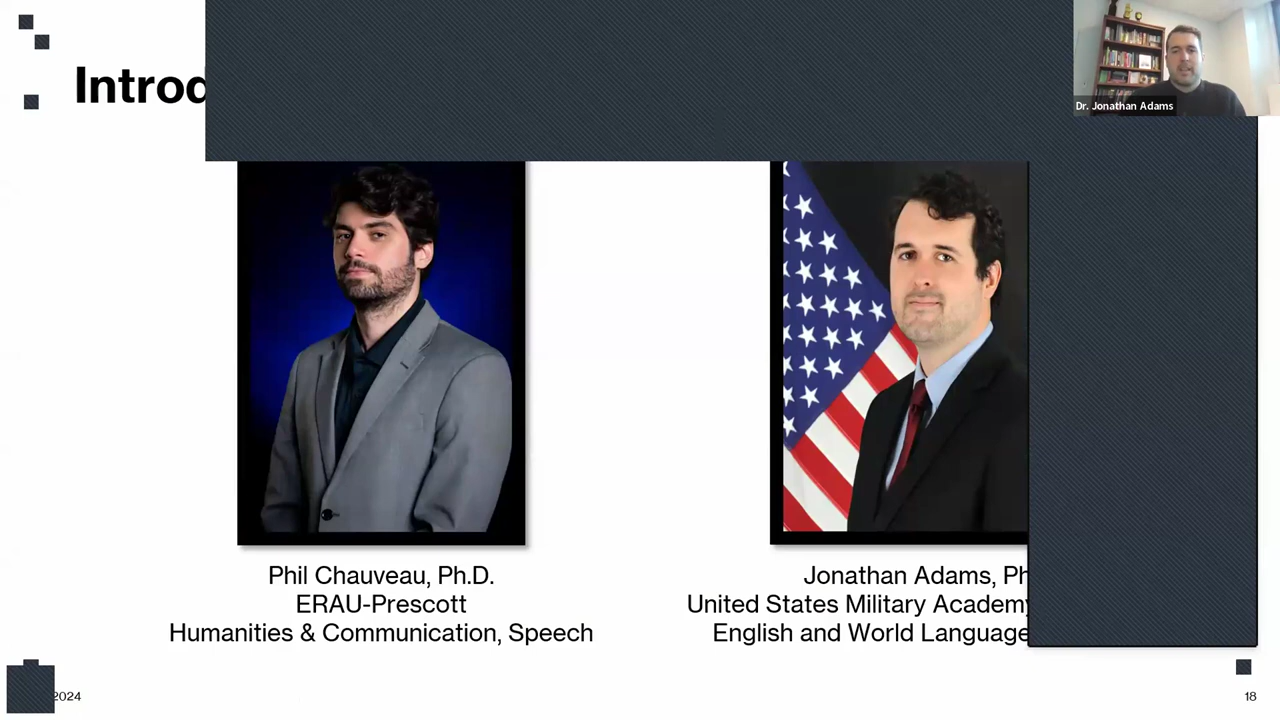 Introd
Dr. Jonathan Adams
Phil Chauveau, Ph.D.
ERAU-Prescott
Humanities & Communication, Speech
Jonathan Adams, Ph
United States Military Academy
English and World Language
2024
18